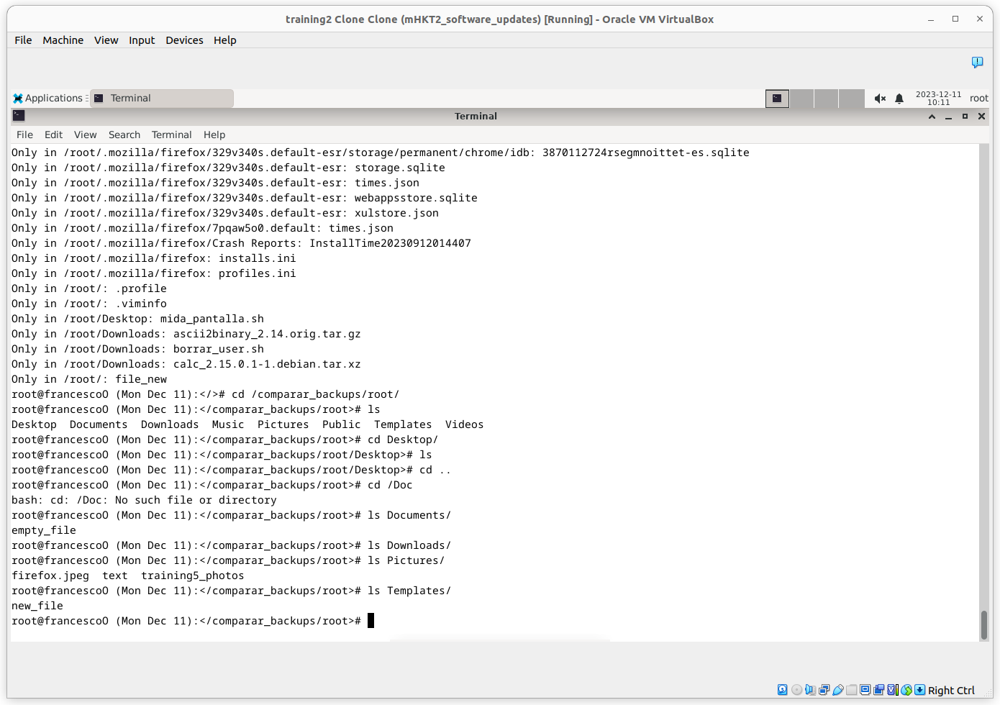 training2 Clone Clone (mHKT2_software_updates) [Running] - Oracle VM VirtualBox
File Machine View Input Devices Help
Applications Terminal 2023-12-11 10:11 root
Terminal
File Edit View Search Terminal Help
Only in /root/.mozilla/firefox/329v340s.default-esr/storage/permanent/chrome/idb: 3870112724rsegmnoittet-es.sqlite
Only in /root/.mozilla/firefox/329v340s.default-esr: storage.sqlite
Only in /root/.mozilla/firefox/329v340s.default-esr: times.json
Only in /root/.mozilla/firefox/329v340s.default-esr: webappsstore.sqlite
Only in /root/.mozilla/firefox/329v340s.default-esr: xulstore.json
Only in /root/.mozilla/firefox/7pqaw5o0.default: times.json
Only in /root/.mozilla/firefox/Crash Reports: InstallTime20230912014407
Only in /root/.mozilla/firefox: installs.ini
Only in /root/.mozilla/firefox: profiles.ini
Only in /root/: .profile
Only in /root/: .viminfo
Only in /root/Desktop: mida_pantalla.sh
Only in /root/Downloads: ascii2binary_2.14.orig.tar.gz
Only in /root/Downloads: borrar_user.sh
Only in /root/Downloads: calc_2.15.0.1-1.debian.tar.xz
Only in /root/: file_new
root@francescoO (Mon Dec 11):</># cd /comparar_backups/root/
root@francescoO (Mon Dec 11):</comparar_backups/root># ls
Desktop  Documents  Downloads  Music  Pictures  Public  Templates  Videos
root@francescoO (Mon Dec 11):</comparar_backups/root># cd Desktop/
root@francescoO (Mon Dec 11):</comparar_backups/root/Desktop># ls
root@francescoO (Mon Dec 11):</comparar_backups/root/Desktop># cd ..
root@francescoO (Mon Dec 11):</comparar_backups/root># cd /Doc
bash: cd: /Doc: No such file or directory
root@francescoO (Mon Dec 11):</comparar_backups/root># ls Documents/
empty_file
root@francescoO (Mon Dec 11):</comparar_backups/root># ls Downloads/
root@francescoO (Mon Dec 11):</comparar_backups/root># ls Pictures/
firefox.jpeg  text  training5_photos
root@francescoO (Mon Dec 11):</comparar_backups/root># ls Templates/
new_file
root@francescoO (Mon Dec 11):</comparar_backups/root>#
Right Ctrl